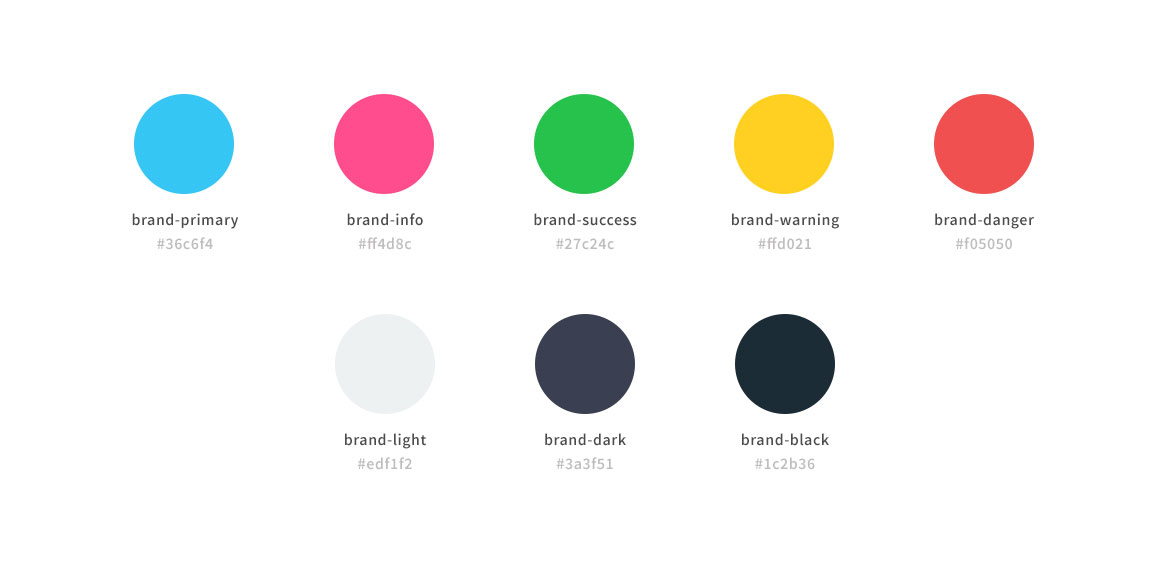 brand-primary
#36c6f4
brand-info
#ff4d8c
brand-success
#27c24c
brand-warning
#ffd021
brand-danger
#f05050
brand-light
#edf1f2
brand-dark
#3a3f51
brand-black
#1c2b36